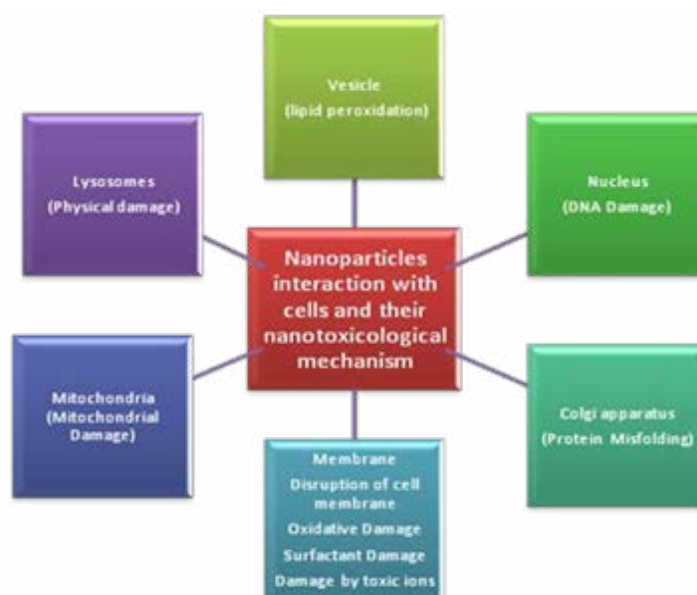 Vesicle
(lipid peroxidation)
Lysosomes
(Physical damage)
Nucleus
(DNA Damage)
Nanoparticles
interaction with
cells and their
nanotoxicological
mechanism
Mitochondria
(Mitochondrial
Damage)
Colgi apparatus
(Protein Misfolding)
Membrane
Disruption of cell
membrane
Oxidative Damage
Surfactant Damage
Damage by toxic ions